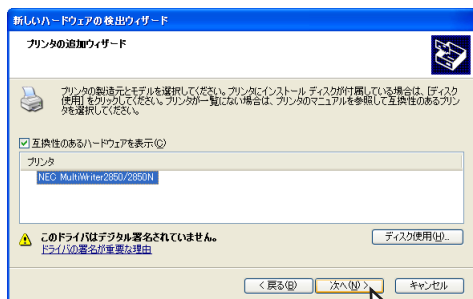 新しいハードウェアの検出ウィザード
プリンタの追加ウィザード
プリンタの製造元とモデルを選択してください。プリンタにインストール ディスクが付属している場合は、[ディスク
使用] をクリックしてください。プリンタが一覧にない場合は、プリンタのマニュアルを参照して互換性のあるプリン
タを選択してください。
互換性のあるハードウェアを表示(C)
プリンタ
NEC MultiWriter2850/2850N
このドライバはデジタル署名されていません。
ディスク使用(H)...
ドライバの署名が重要な理由
< 戻る(B)
次へ(N) >
キャンセル